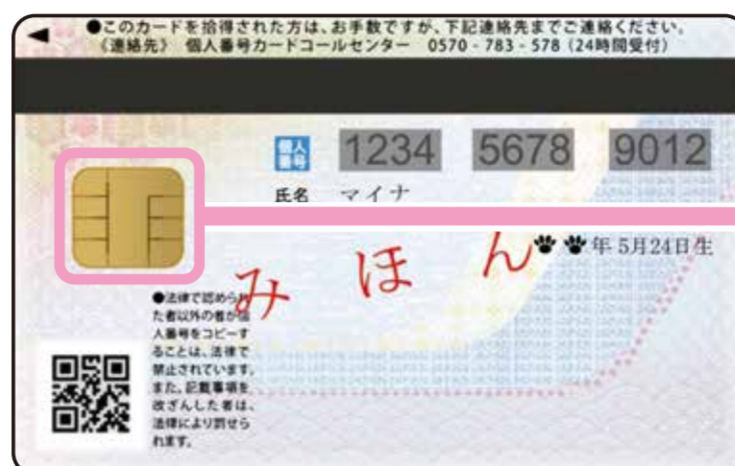 ●このカードを拾得された方は、お手数ですが、下記連絡先までご連絡ください。
《連絡先》 個人番号カードコールセンター 0570-783-578（24時間受付）
個人番号 1234 5678 9012
氏名 マイナ
年 5月24日生
みほん
●法律で認められ
た者以外の者が個
人番号をコピーす
ることは、法律で
禁止されています。
また、記載事項を
改ざんした者は、
法律により罰せら
れます。